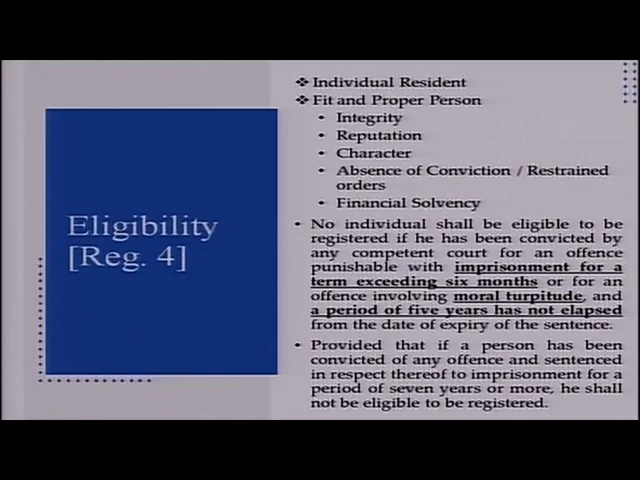 Eligibility
[Reg. 4]
❖ Individual Resident
❖ Fit and Proper Person
• Integrity
• Reputation
• Character
• Absence of Conviction / Restrained
orders
• Financial Solvency
• No individual shall be eligible to be
registered if he has been convicted by
any competent court for an offence
punishable with imprisonment for a
term exceeding six months or for an
offence involving moral turpitude, and
a period of five years has not elapsed
from the date of expiry of the sentence.
• Provided that if a person has been
convicted of any offence and sentenced
in respect thereof to imprisonment for a
period of seven years or more, he shall
not be eligible to be registered.